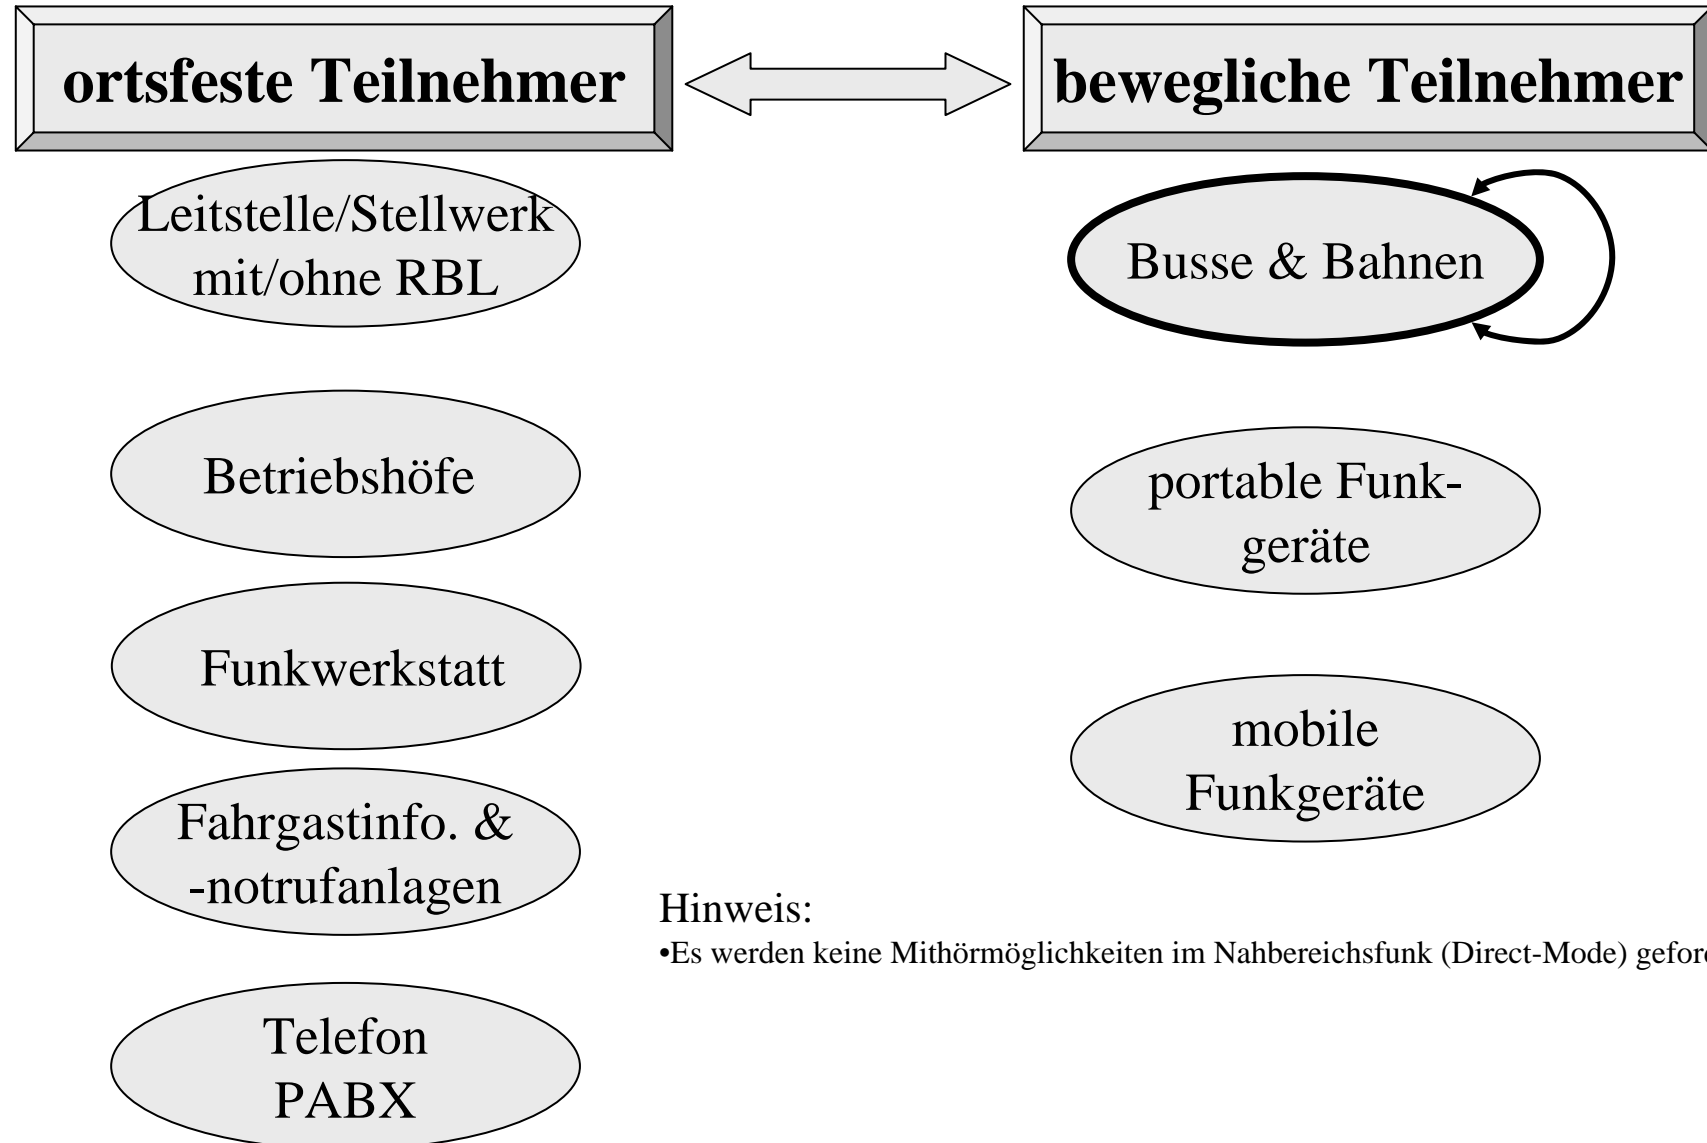 ortsfeste Teilnehmer
bewegliche Teilnehmer
Leitstelle/Stellwerk
mit/ohne RBL
Betriebshöfe
Funkwerkstatt
Fahrgastinfo. &
-notrufanlagen
Telefon
PABX
Busse & Bahnen
portable Funk-
geräte
mobile
Funkgeräte
Hinweis:
•Es werden keine Mithörmöglichkeiten im Nahbereichsfunk (Direct-Mode)